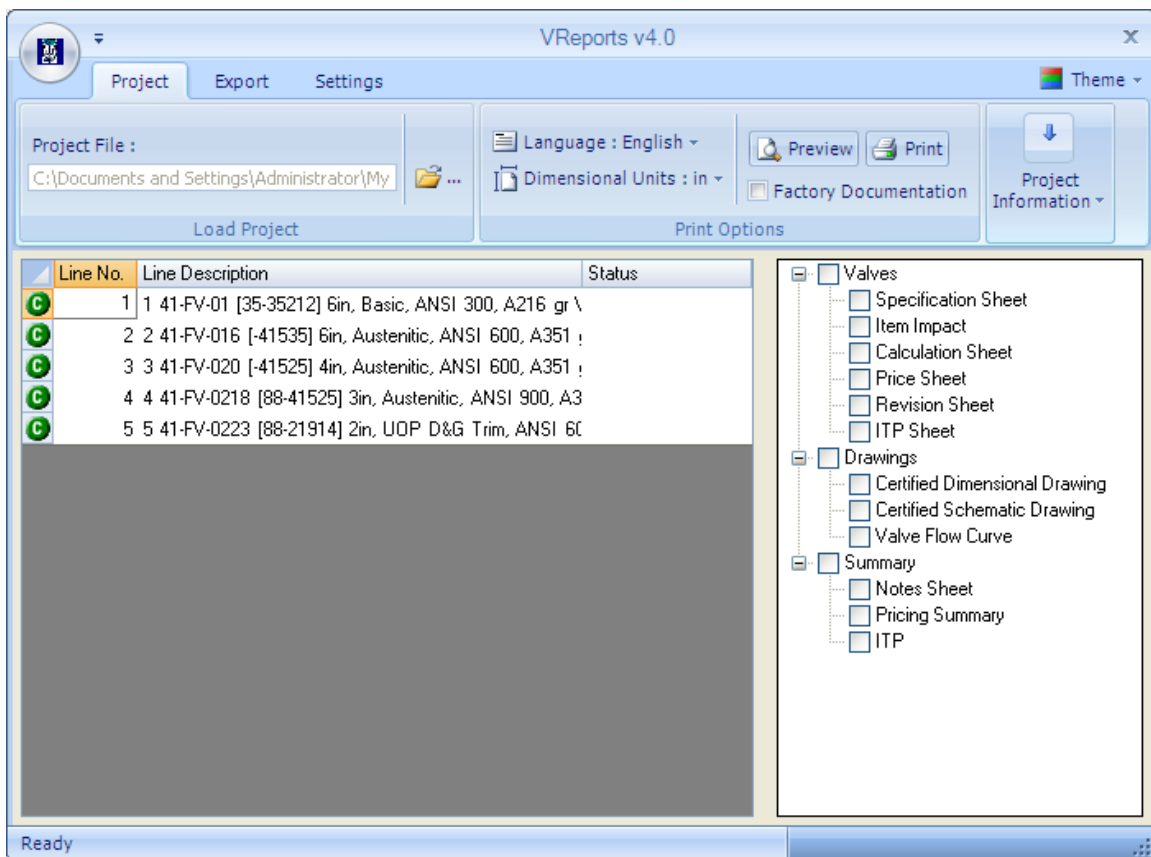 VReports v4.0
Project Export Settings Theme
Project File :
C:\Documents and Settings\Administrator\My
...
Load Project
Language : English
Dimensional Units : in
Preview Print
Factory Documentation
Print Options
Project
Information
Line No. Line Description Status
1 1 41-FV-01 [35-35212] 6in, Basic, ANSI 300, A216 gr
2 2 41-FV-016 [-41535] 6in, Austenitic, ANSI 600, A351
3 3 41-FV-020 [-41525] 4in, Austenitic, ANSI 600, A351
4 4 41-FV-0218 [88-41525] 3in, Austenitic, ANSI 900, A3
5 5 41-FV-0223 [88-21914] 2in, UOP D&G Trim, ANSI 60
Valves
Specification Sheet
Item Impact
Calculation Sheet
Price Sheet
Revision Sheet
ITP Sheet
Drawings
Certified Dimensional Drawing
Certified Schematic Drawing
Valve Flow Curve
Summary
Notes Sheet
Pricing Summary
ITP
Ready